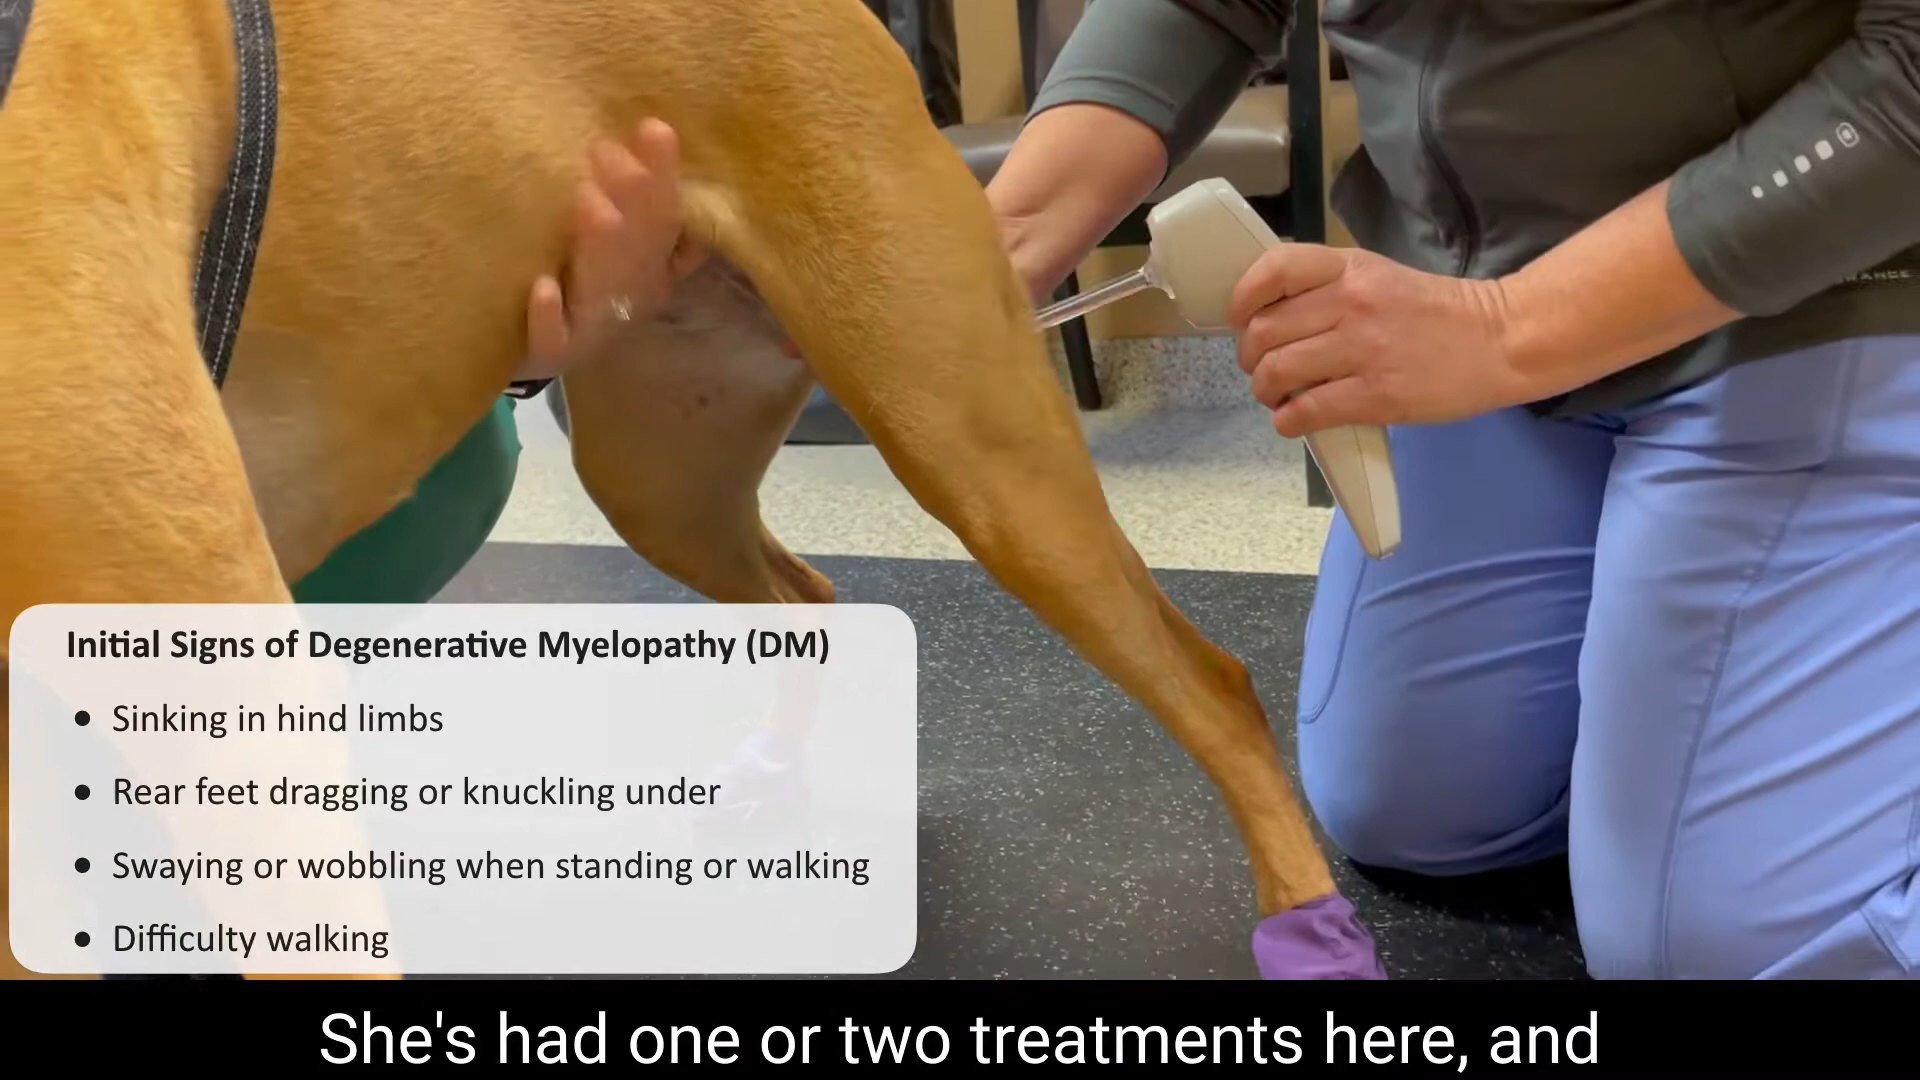 Initial Signs of Degenerative Myelopathy (DM)
• Sinking in hind limbs
• Rear feet dragging or knuckling under
• Swaying or wobbling when standing or walking
• Difficulty walking
She's had one or two treatments here, and